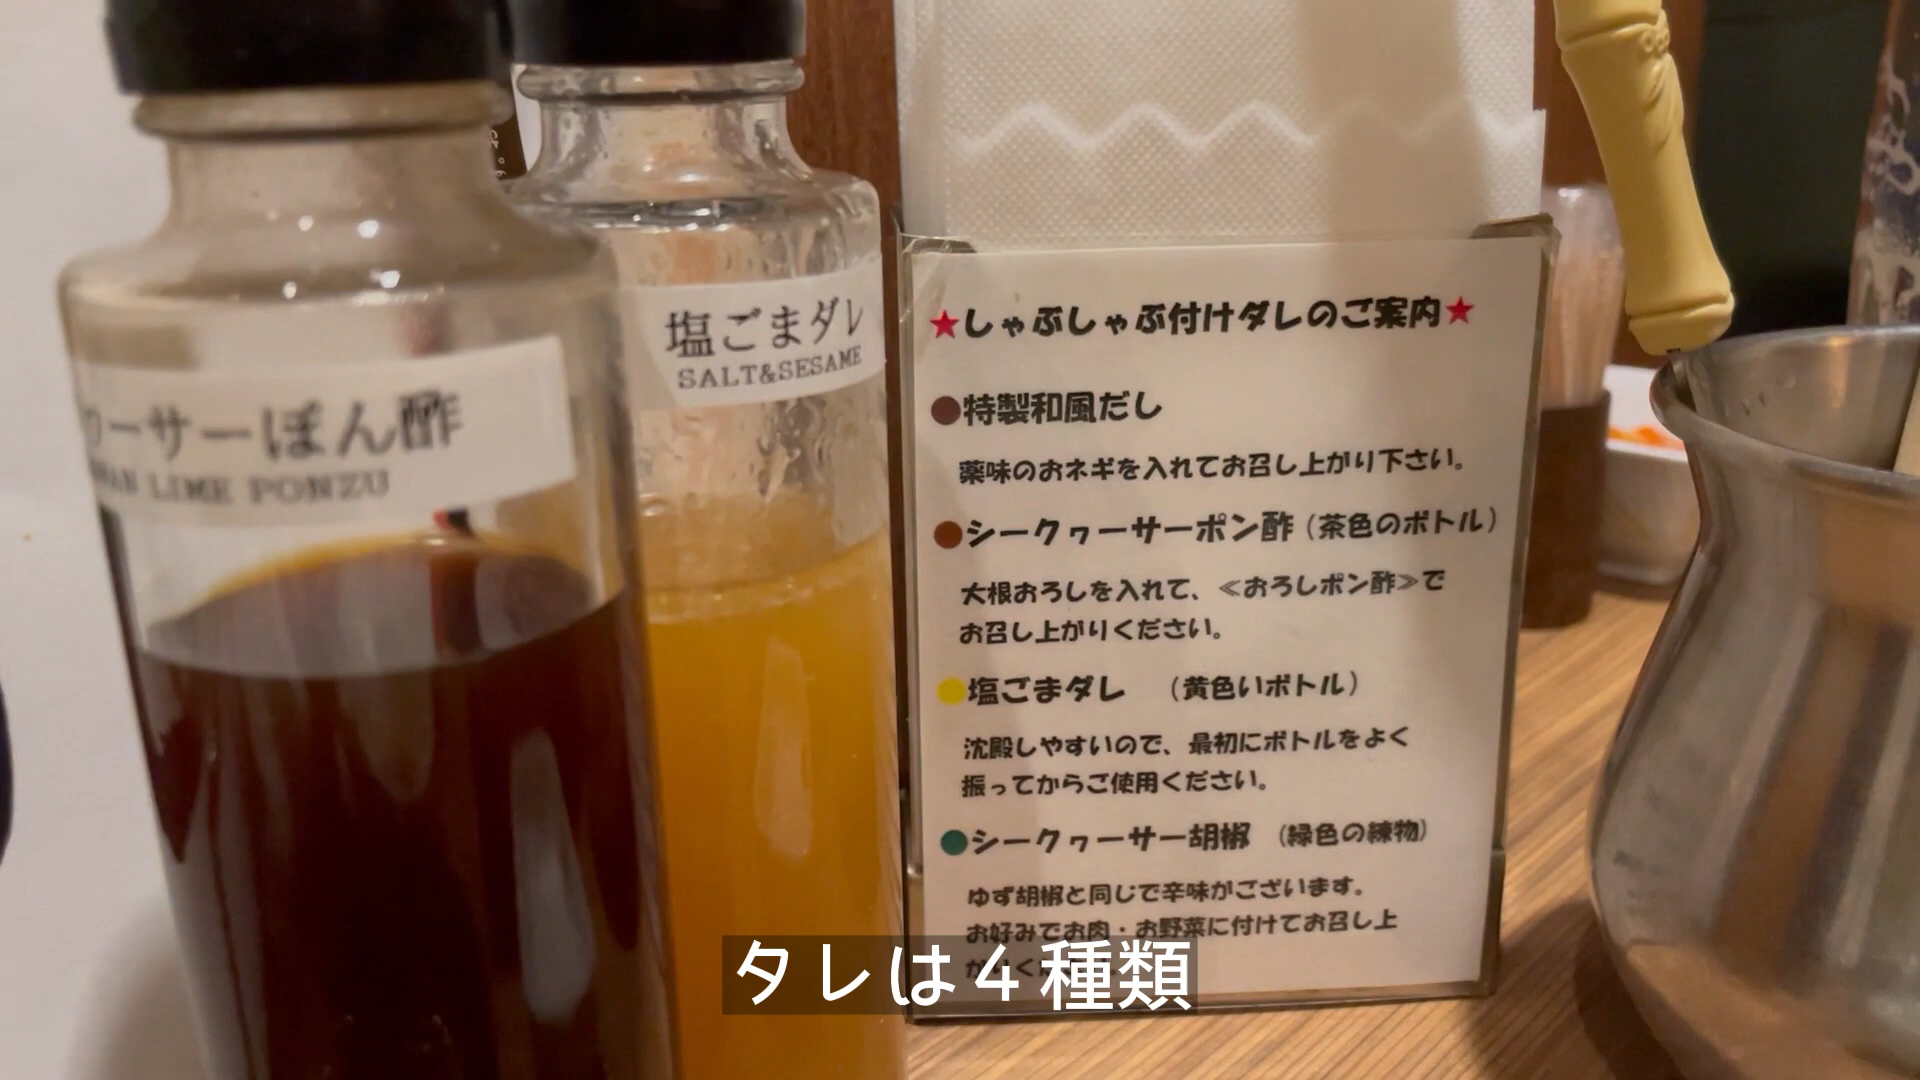 ワーサーぽん酢
LIME PONZU
塩ごまダレ
SALT&SESAME
★しゃぶしゃぶ付けダレのご案内★
●特製和風だし
薬味のおネギを入れてお召し上がり下さい。
●シークヮーサーポン酢(茶色のボトル)
大根おろしを入れて、≪おろしポン酢≫で
お召し上がりください。
●塩ごまダレ (黄色いボトル)
沈殿しやすいので、最初にボトルをよく
振ってからご使用ください。
●シークヮーサー胡椒 (緑色の練物)
ゆず胡椒と同じで辛味がございます。
お好みでお肉・お野菜に付けてお召し上
タレは4種類